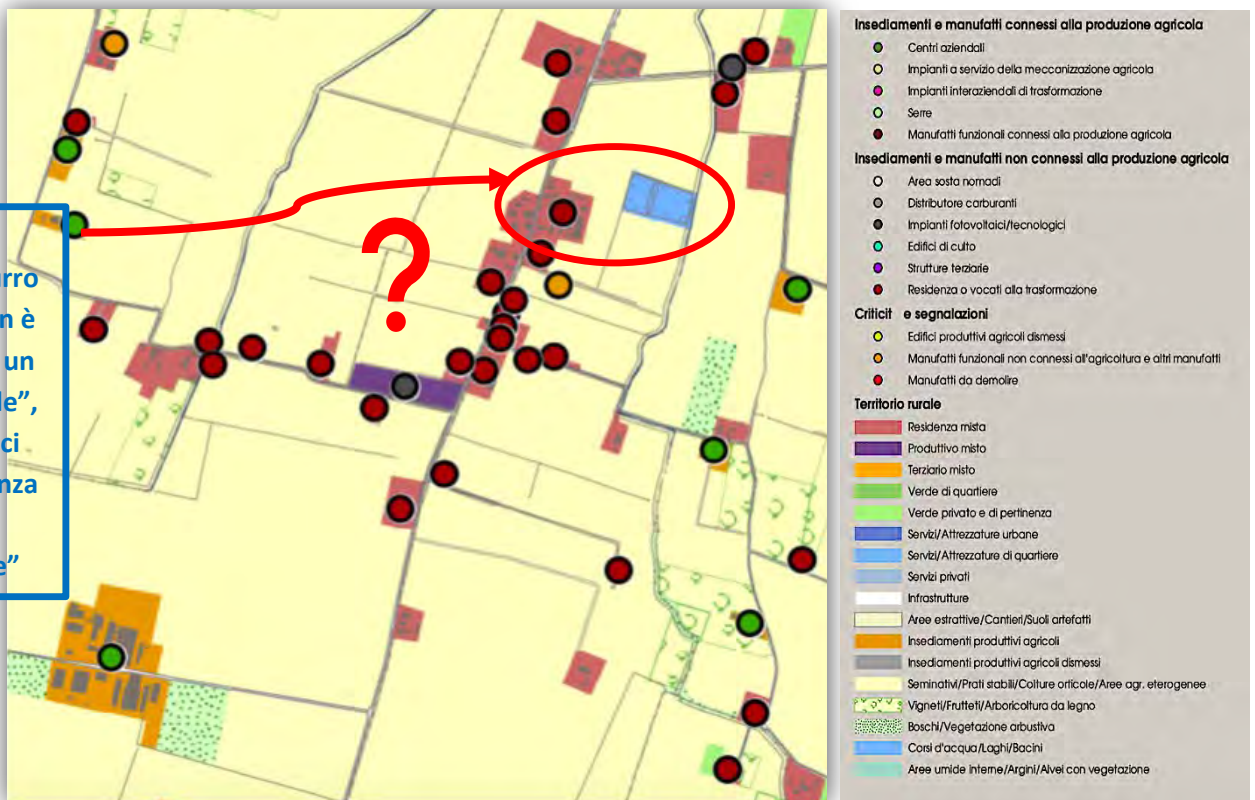 rro
n è
un
le”,
ci
nza
e”
?
Insediamenti e manufatti connessi alla produzione agricola
Centri aziendali
Impianti a servizio della meccanizzazione agricola
Impianti interaziendali di trasformazione
Serre
Manufatti funzionali connessi alla produzione agricola
Insediamenti e manufatti non connessi alla produzione agricola
Area sosta nomadi
Distributore carburanti
Impianti fotovoltaici/tecnologici
Edifici di culto
Strutture terziarie
Residenza o vocati alla trasformazione
Criticit e segnalazioni
Edifici produttivi agricoli dismessi
Manufatti funzionali non connessi all'agricoltura e altri manufatti
Manufatti da demolire
Territorio rurale
Residenza mista
Produttivo misto
Terziario misto
Verde di quartiere
Verde privato e di pertinenza
Servizi/Attrezzature urbane
Servizi/Attrezzature di quartiere
Servizi privati
Infrastrutture
Aree estrattive/Cantieri/Suoli artefatti
Insediamenti produttivi agricoli
Insediamenti produttivi agricoli dismessi
Seminativi/Prati stabili/Colture orticole/Aree agr. eterogenee
Vigneti/Frutteti/Arboricoltura da legno
Boschi/Vegetazione arbustiva
Corsi d'acqua/Laghi/Bacini
Aree umide interne/Argini/Alvei con vegetazione